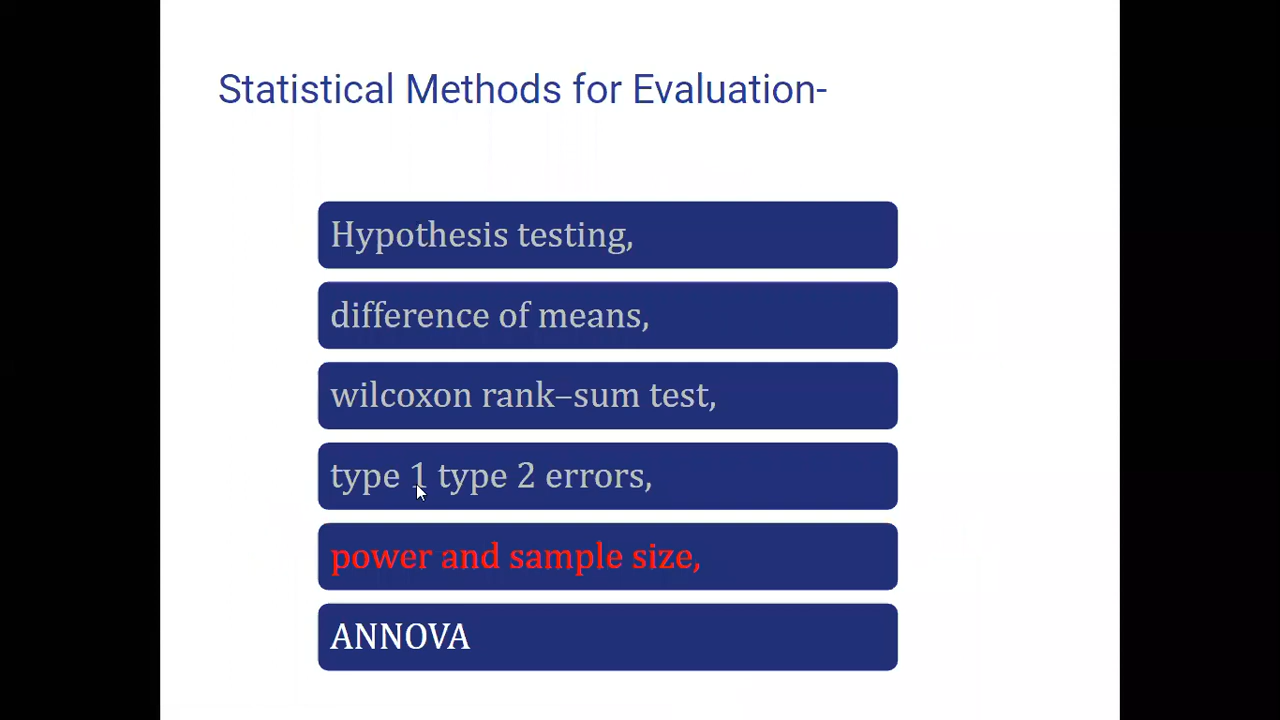 Statistical Methods for Evaluation-
Hypothesis testing,
difference of means,
wilcoxon rank–sum test,
type 1 type 2 errors,
power and sample size,
ANNOVA